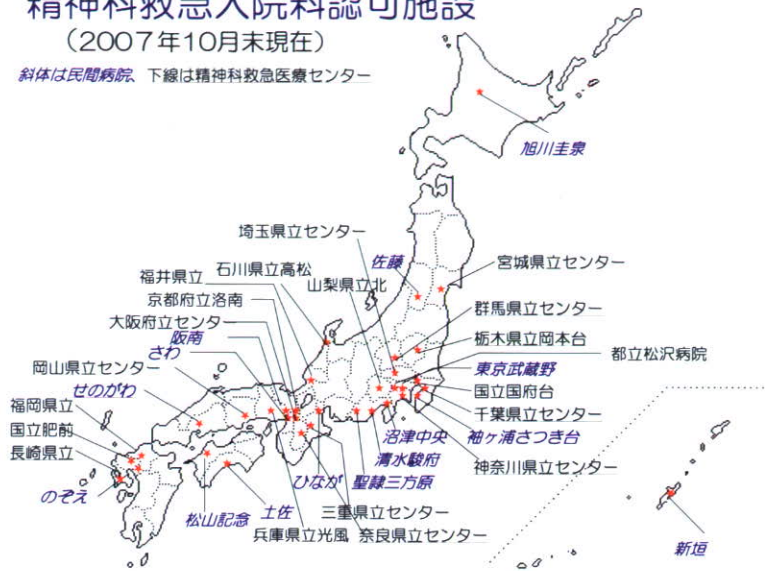 精神科救急入院料認可施設
（2007年10月末現在）
斜体は民間病院、下線は精神科救急医療センター
旭川圭泉
埼玉県立センター
佐藤
宮城県立センター
石川県立高松
福井県立
山梨県立北
京都府立洛南
群馬県立センター
大阪府立センター
阪南
栃木県立岡本台
さわ
都立松沢病院
岡山県立センター
東京武蔵野
せのがわ
国立国府台
福岡県立
千葉県立センター
国立肥前
沼津中央
袖ヶ浦さつき台
長崎県立
清水駿府
神奈川県立センター
のぞえ
ひなが
聖隷三方原
松山記念
土佐
三重県立センター
兵庫県立光風
奈良県立センター
新垣